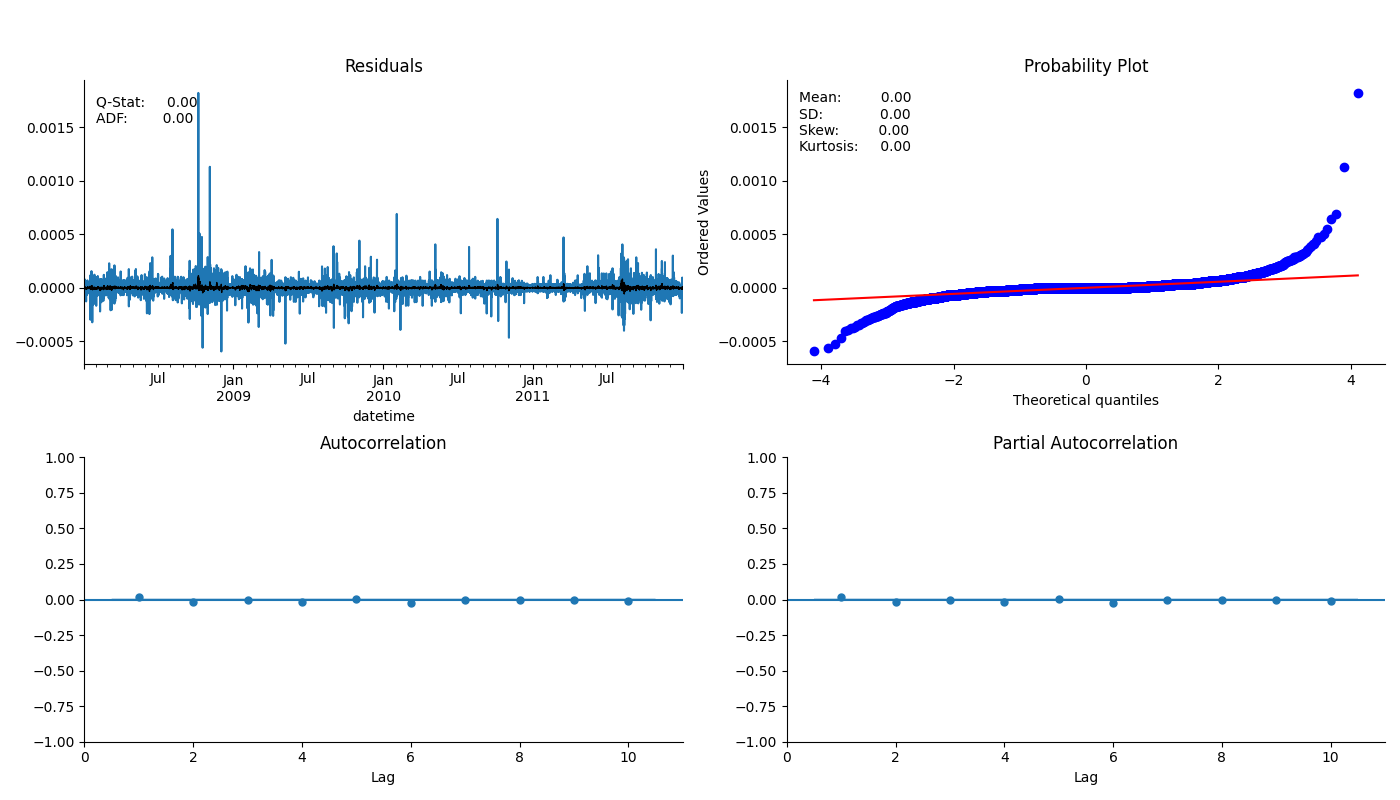 Residuals
Q-Stat: 0.00
ADF: 0.00
0.0015
0.0010
0.0005
0.0000
−0.0005
Jul Jan Jul Jan Jul Jan Jul
2009 2010 2011
datetime
Probability Plot
Mean: 0.00
SD: 0.00
Skew: 0.00
Kurtosis: 0.00
Ordered Values
0.0015
0.0010
0.0005
0.0000
−0.0005
−4 −2 0 2 4
Theoretical quantiles
Autocorrelation
1.00
0.75
0.50
0.25
0.00
−0.25
−0.50
−0.75
−1.00
0 2 4 6 8 10
Lag
Partial Autocorrelation
1.00
0.75
0.50
0.25
0.00
−0.25
−0.50
−0.75
−1.00
0 2 4 6 8 10
Lag